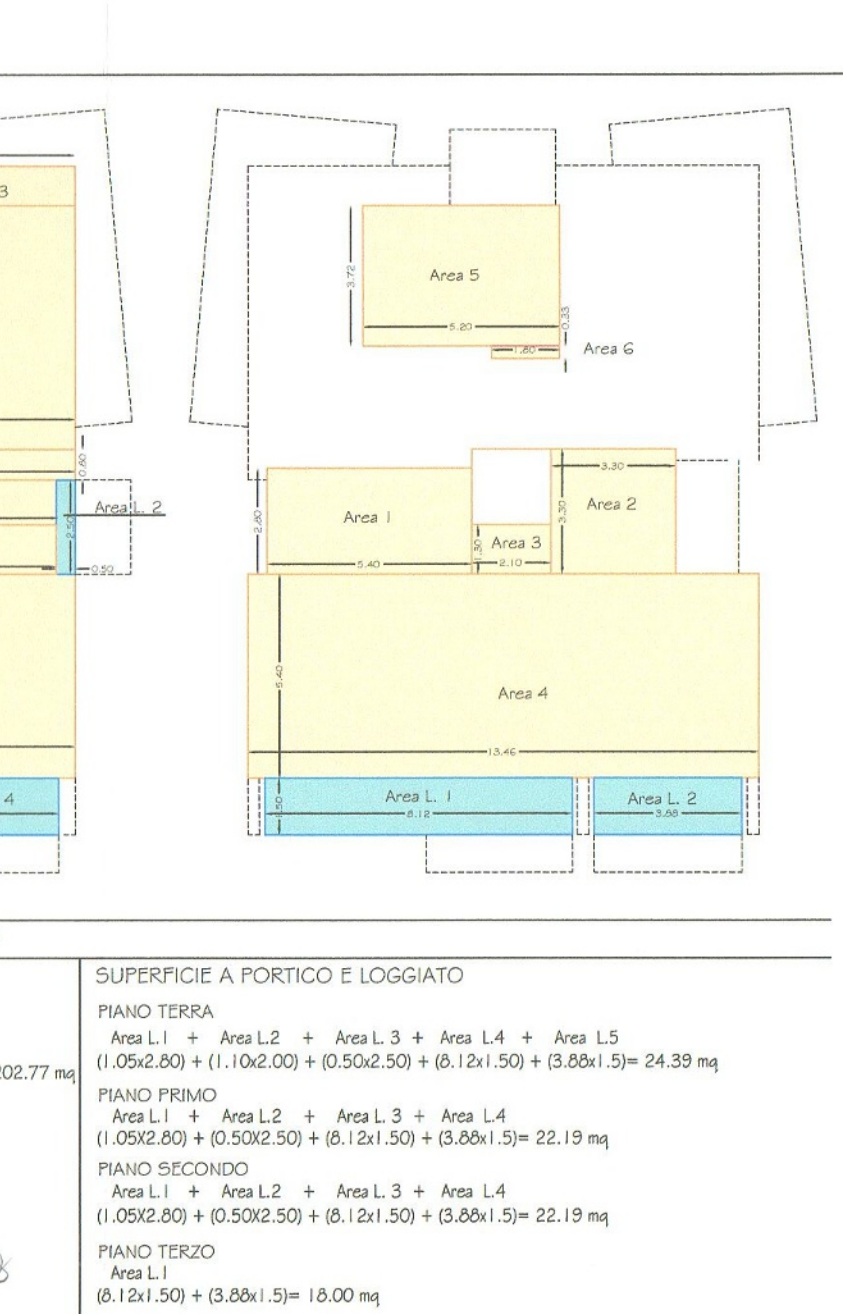 3
3.72
Area 5
5.20
0.33
1.80
Area 6
0.80
Area L. 2
2.50
0.50
2.80
Area 1
5.40
1.30
Area 3
2.10
3.30
3.30
Area 2
5.40
Area 4
13.46
4
1.50
Area L. 1
8.12
Area L. 2
3.88
SUPERFICIE A PORTICO E LOGGIATO
PIANO TERRA
Area L.1 + Area L.2 + Area L. 3 + Area L.4 + Area L.5
(1.05x2.80) + (1.10x2.00) + (0.50x2.50) + (8.12x1.50) + (3.88x1.5)= 24.39 mq
202.77 mq
PIANO PRIMO
Area L.1 + Area L.2 + Area L. 3 + Area L.4
(1.05X2.80) + (0.50X2.50) + (8.12x1.50) + (3.88x1.5)= 22.19 mq
PIANO SECONDO
Area L.1 + Area L.2 + Area L. 3 + Area L.4
(1.05X2.80) + (0.50X2.50) + (8.12x1.50) + (3.88x1.5)= 22.19 mq
PIANO TERZO
Area L.1
(8.12x1.50) + (3.88x1.5)= 18.00 mq